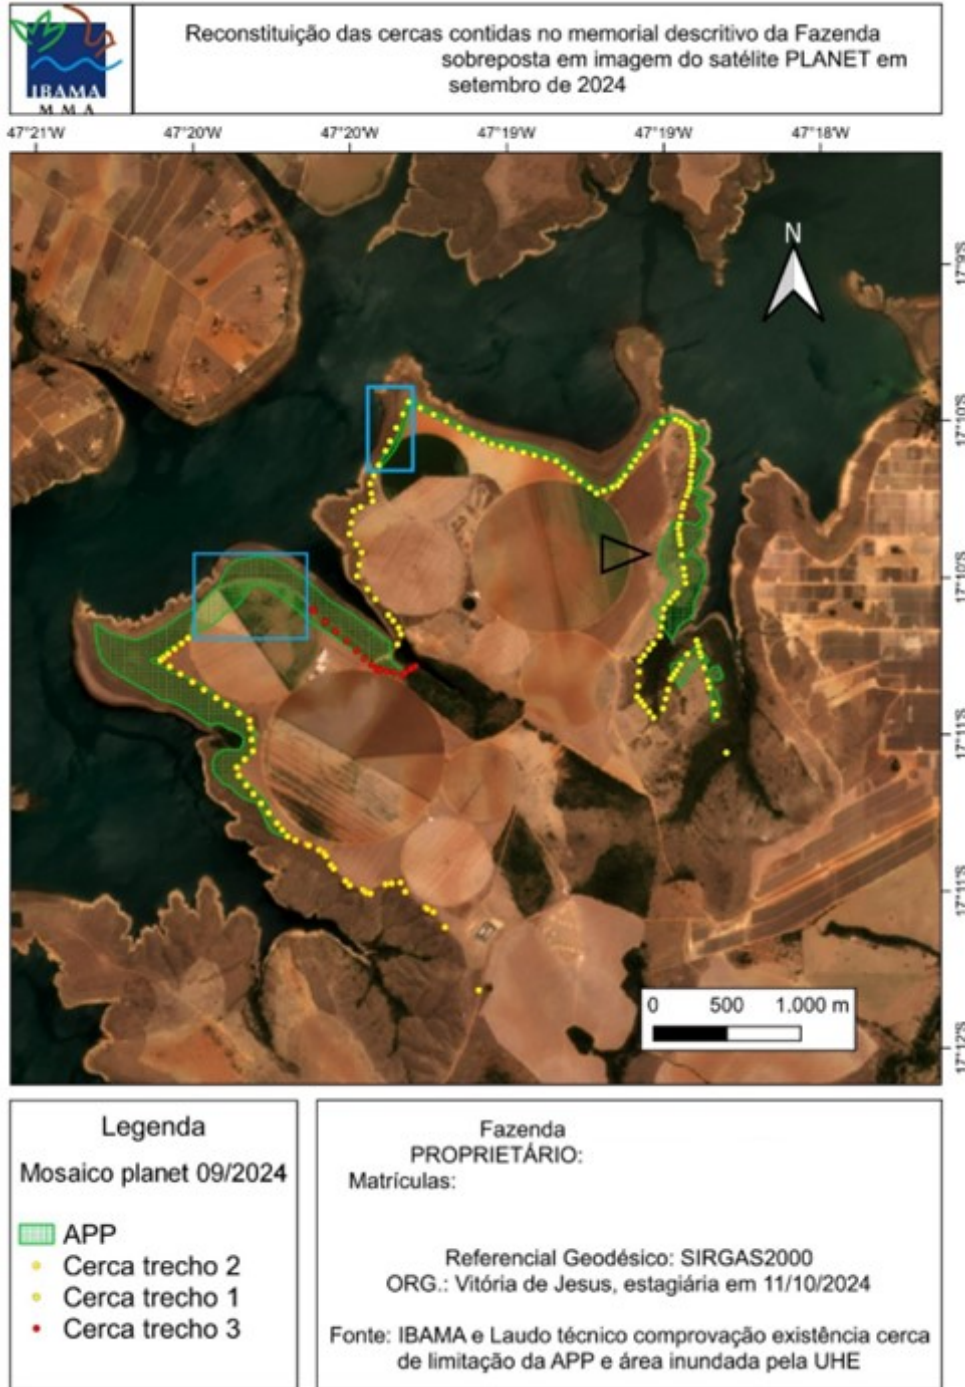 IBAMA
M M A
Reconstituição das cercas contidas no memorial descritivo da Fazenda
sobreposta em imagem do satélite PLANET em
setembro de 2024
47°21'W 47°20'W 47°20'W 47°19'W 47°19'W 47°18'W
N
17°9'S
17°10'S
17°10'S
17°11'S
17°11'S
17°12'S
0 500 1.000 m
Legenda
Mosaico planet 09/2024
APP
Cerca trecho 2
Cerca trecho 1
Cerca trecho 3
Fazenda
PROPRIETÁRIO:
Matrículas:
Referencial Geodésico: SIRGAS2000
ORG.: Vitória de Jesus, estagiária em 11/10/2024
Fonte: IBAMA e Laudo técnico comprovação existência cerca
de limitação da APP e área inundada pela UHE